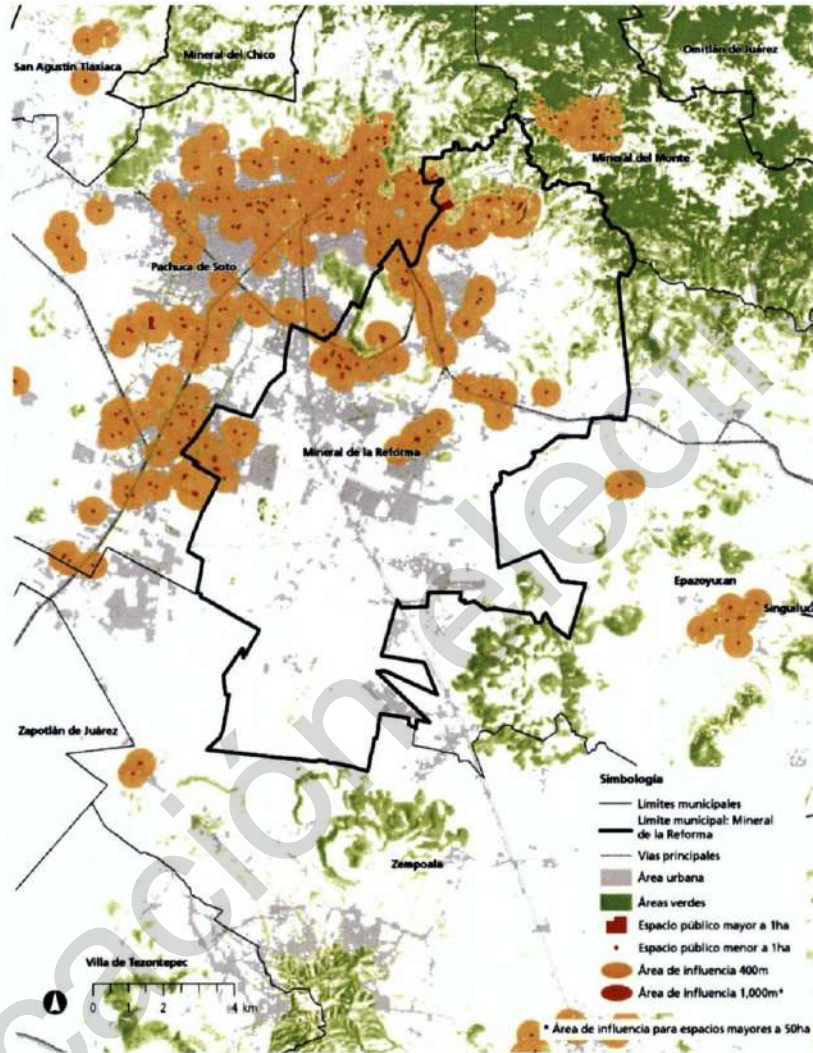 Mineral del Chico
Omitlán de Juárez
San Agustín Tlaxiaca
Mineral del Monte
Pachuca de Soto
Mineral de la Reforma
Epazoyucan
Singuiluc
Zapotlán de Juárez
Zempoala
Villa de Tezontepec
0 1 2 4 km
Simbología
Límites municipales
Límite municipal: Mineral
de la Reforma
Vías principales
Área urbana
Áreas verdes
Espacio público mayor a 1ha
Espacio público menor a 1ha
Área de influencia 400m
Área de influencia 1,000m*
* Área de influencia para espacios mayores a 50ha
cación electr